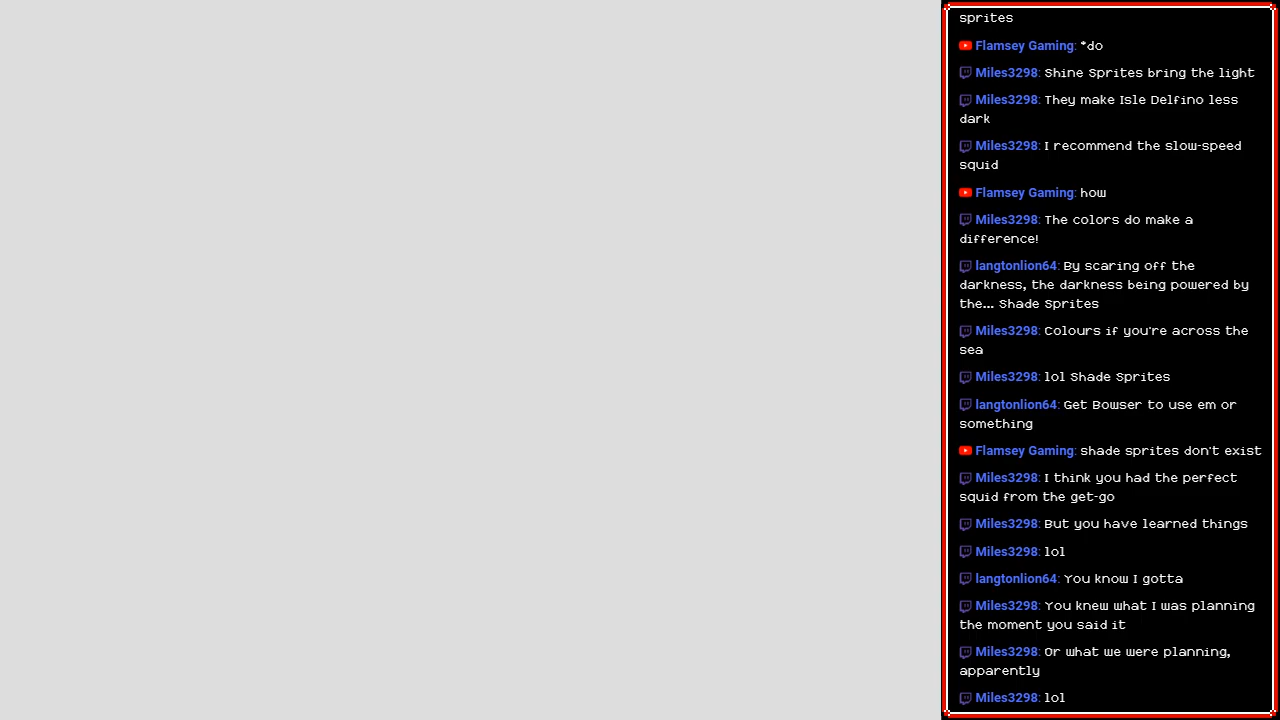 sprites
Flamsey Gaming: *do
Miles3298: Shine Sprites bring the light
Miles3298: They make Isle Delfino less
dark
Miles3298: I recommend the slow-speed
squid
Flamsey Gaming: how
Miles3298: The colors do make a
difference!
langtonlion64: By scaring off the
darkness, the darkness being powered by
the... Shade Sprites
Miles3298: Colours if you're across the
sea
Miles3298: lol Shade Sprites
langtonlion64: Get Bowser to use em or
something
Flamsey Gaming: shade sprites don't exist
Miles3298: I think you had the perfect
squid from the get-go
Miles3298: But you have learned things
Miles3298: lol
langtonlion64: You know I gotta
Miles3298: You knew what I was planning
the moment you said it
Miles3298: Or what we were planning,
apparently
Miles3298: lol